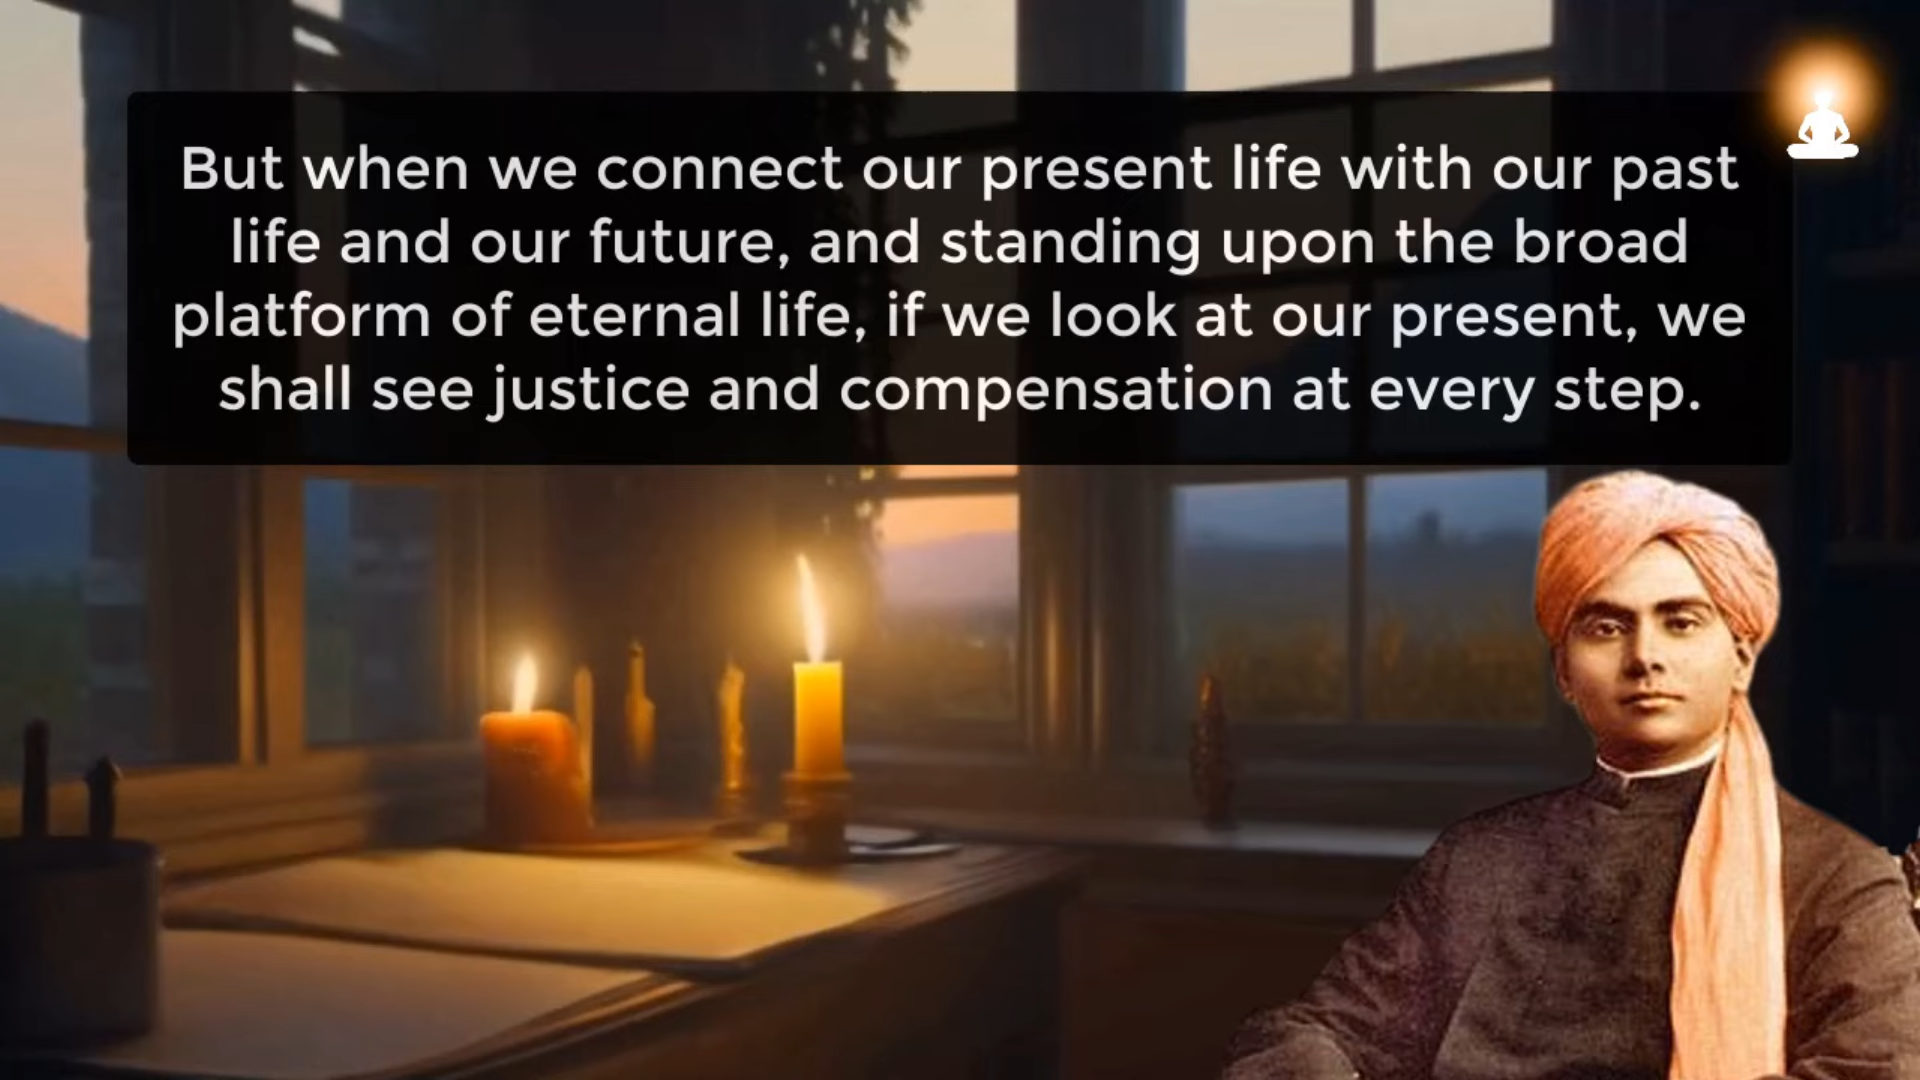 But when we connect our present life with our past
life and our future, and standing upon the broad
platform of eternal life, if we look at our present, we
shall see justice and compensation at every step.